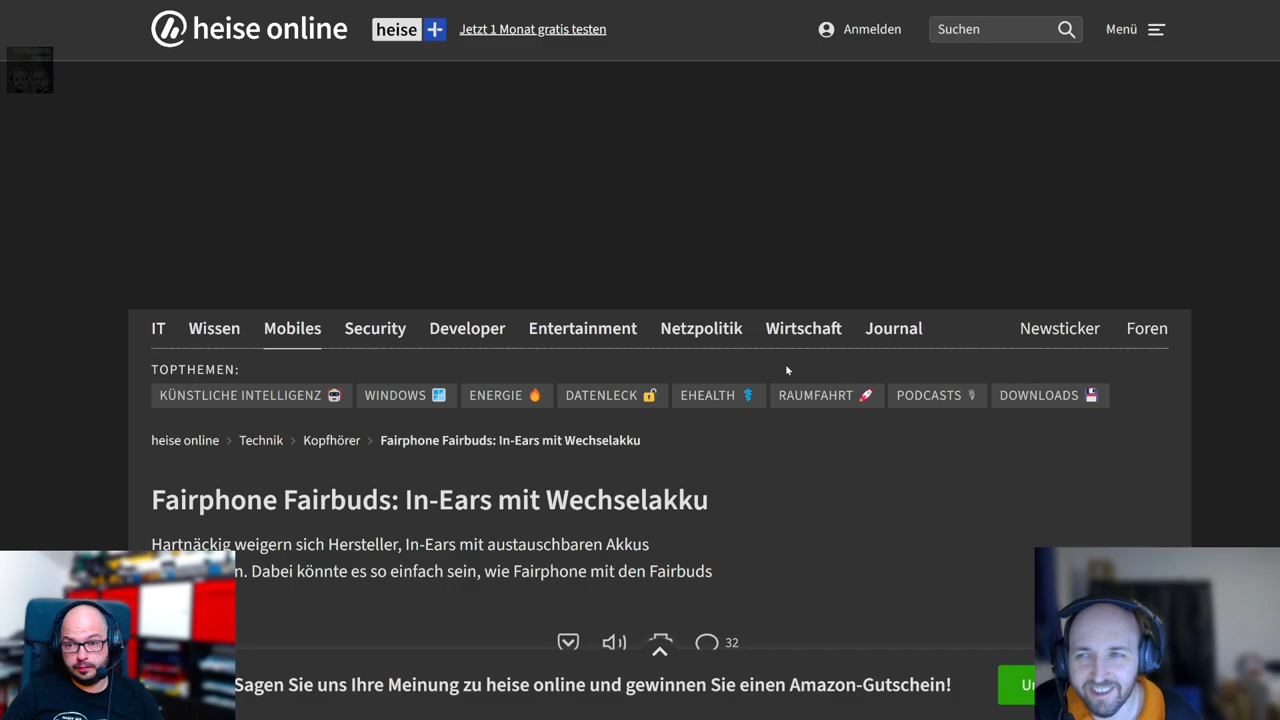 heise online
heise +
Jetzt 1 Monat gratis testen
Anmelden
Suchen
Menü
IT Wissen Mobiles Security Developer Entertainment Netzpolitik Wirtschaft Journal Newsticker Foren
TOPTHEMEN:
KÜNSTLICHE INTELLIGENZ WINDOWS ENERGIE DATENLECK EHEALTH RAUMFAHRT PODCASTS DOWNLOADS
heise online > Technik > Kopfhörer > Fairphone Fairbuds: In-Ears mit Wechselakku
Fairphone Fairbuds: In-Ears mit Wechselakku
Hartnäckig weigern sich Hersteller, In-Ears mit austauschbaren Akkus
n. Dabei könnte es so einfach sein, wie Fairphone mit den Fairbuds
32
Sagen Sie uns Ihre Meinung zu heise online und gewinnen Sie einen Amazon-Gutschein!